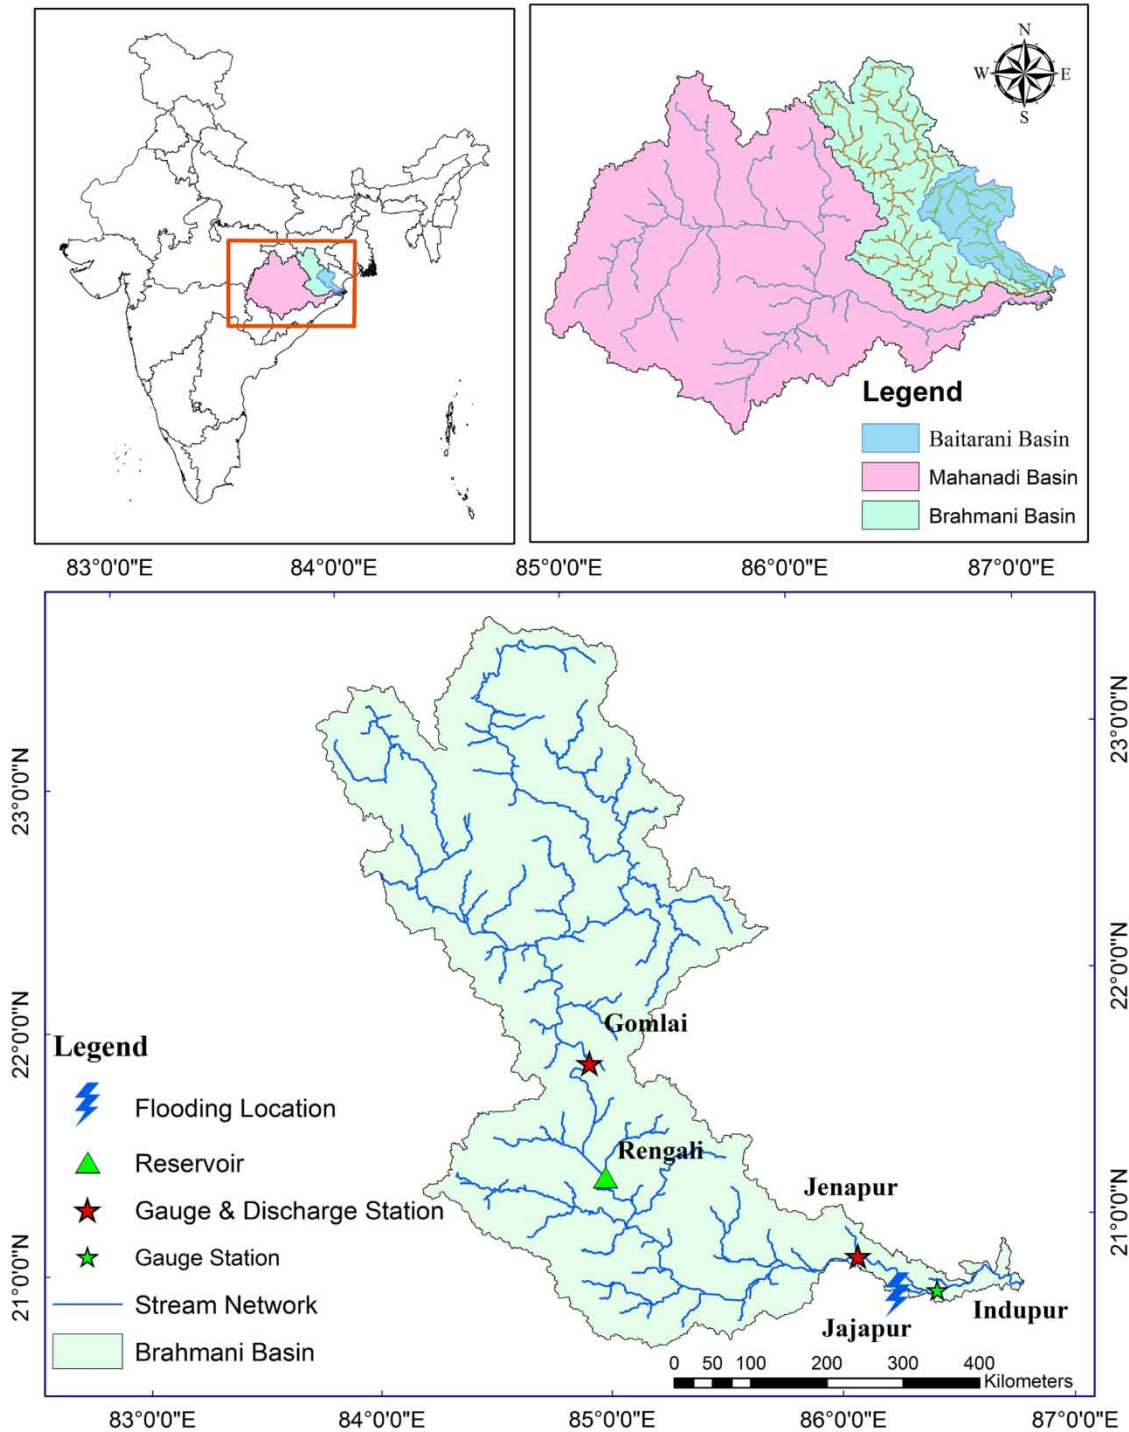 N
W E
S
Legend
Baitarani Basin
Mahanadi Basin
Brahmani Basin
83°0'0"E 84°0'0"E 85°0'0"E 86°0'0"E 87°0'0"E
23°0'0"N
23°0'0"N
22°0'0"N
22°0'0"N
21°0'0"N
21°0'0"N
Gomlai
Rengali
Jenapur
Jajapur
Indupur
Legend
Flooding Location
Reservoir
Gauge & Discharge Station
Gauge Station
Stream Network
Brahmani Basin
0 50 100 200 300 400
Kilometers
83°0'0"E 84°0'0"E 85°0'0"E 86°0'0"E 87°0'0"E